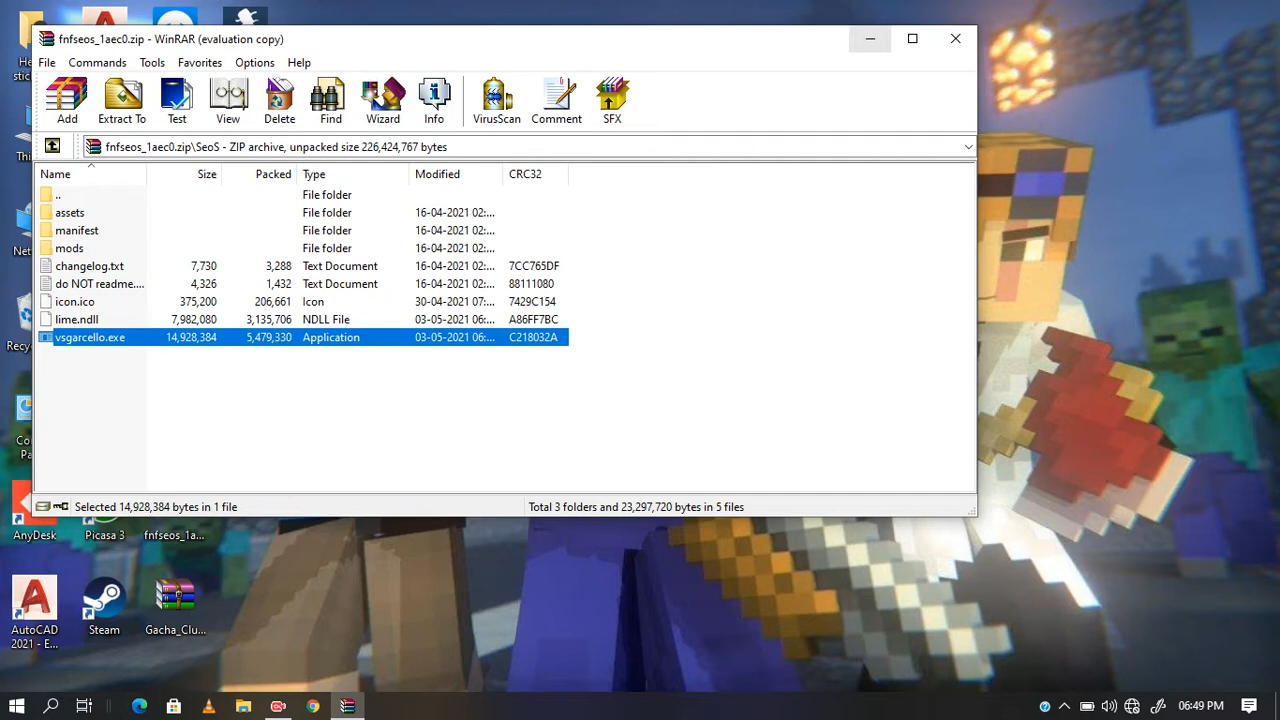 fnfseos_1aec0.zip - WinRAR (evaluation copy)
File Commands Tools Favorites Options Help
Add Extract To Test View Delete Find Wizard Info VirusScan Comment SFX
fnfseos_1aec0.zip\SeoS - ZIP archive, unpacked size 226,424,767 bytes
Name Size Packed Type Modified CRC32
.. File folder
assets File folder 16-04-2021 02:...
manifest File folder 16-04-2021 02:...
mods File folder 16-04-2021 02:...
changelog.txt 7,730 3,288 Text Document 16-04-2021 02:... 7CC765DF
do NOT readme.... 4,326 1,432 Text Document 16-04-2021 02:... 88111080
icon.ico 375,200 206,661 Icon 30-04-2021 07:... 7429C154
lime.ndll 7,982,080 3,135,706 NDLL File 03-05-2021 06:... A86FF7BC
vsgarcello.exe 14,928,384 5,479,330 Application 03-05-2021 06:... C218032A
Selected 14,928,384 bytes in 1 file Total 3 folders and 23,297,720 bytes in 5 files
AnyDesk Picasa 3 fnfseos_1a...
AutoCAD Steam Gacha_Clu...
2021 - E...
06:49 PM